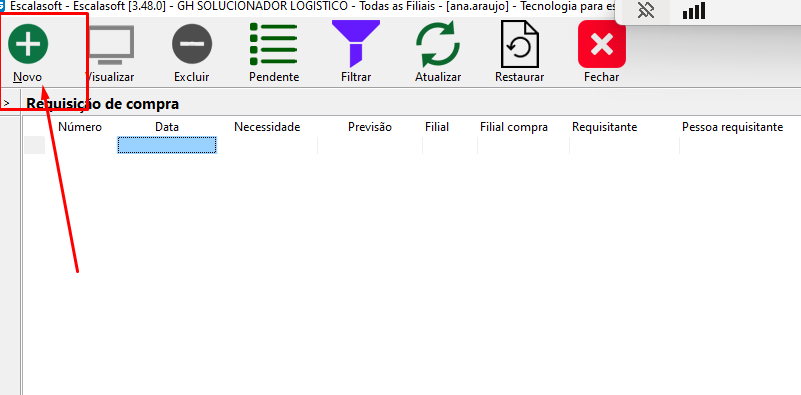 Escalasoft - Escalasoft [3.48.0] - GH SOLUCIONADOR LOGISTICO - Todas as Filiais - [ana.araujo] - Tecnologia para es
Novo Visualizar Excluir Pendente Filtrar Atualizar Restaurar Fechar
> Requisição de compra
Número Data Necessidade Previsão Filial Filial compra Requisitante Pessoa requisitante